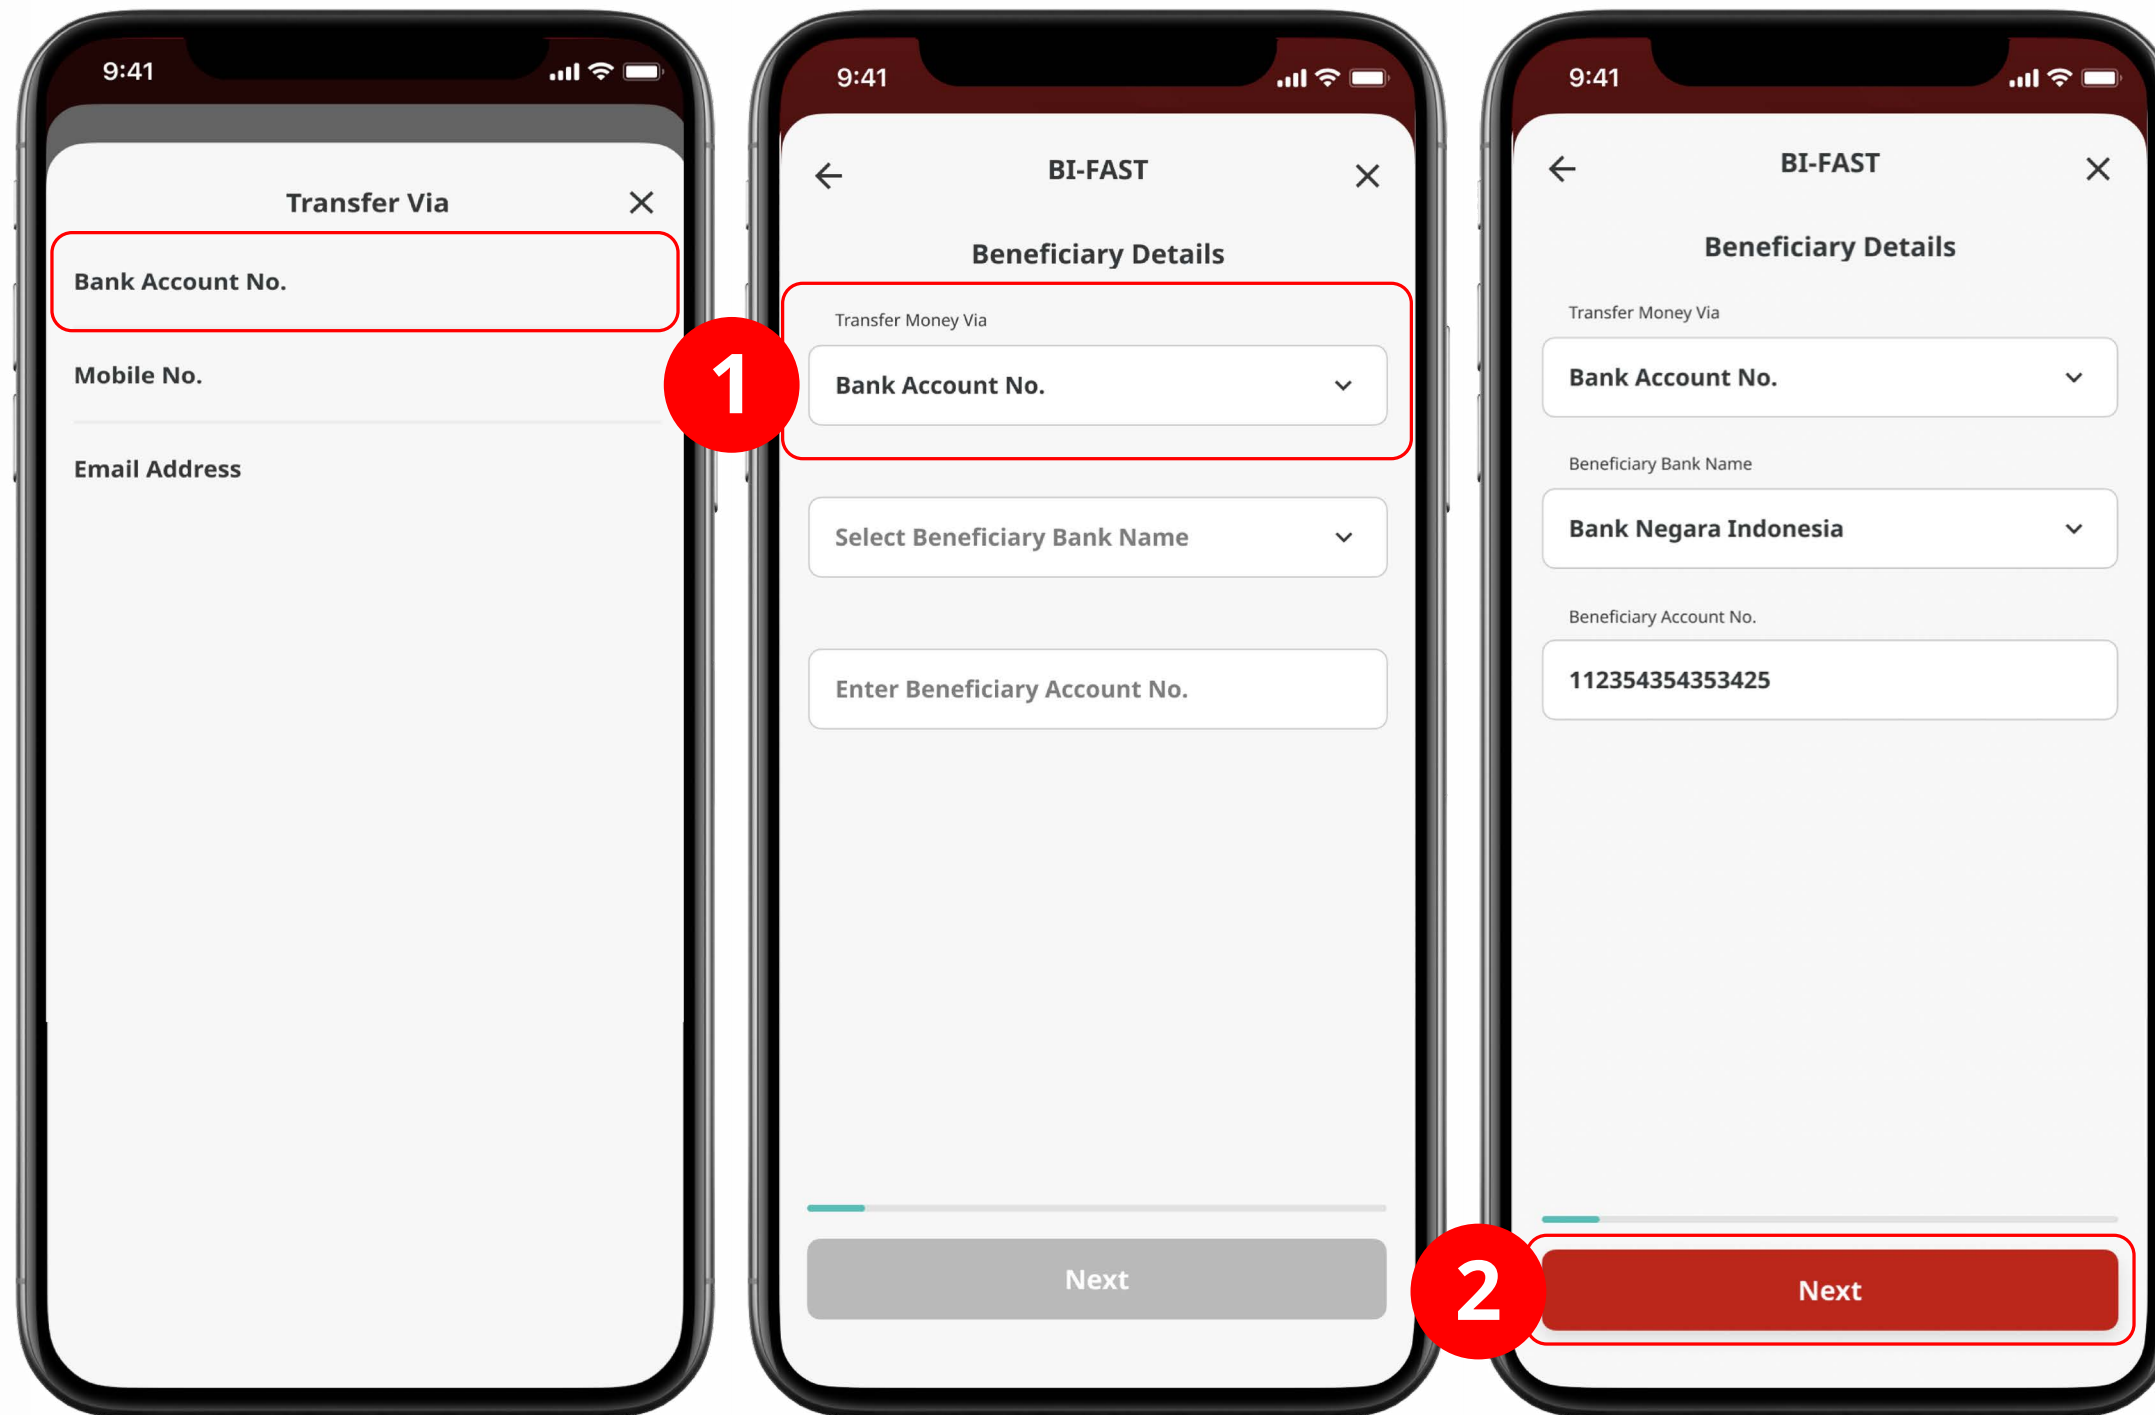 9:41
Transfer Via
Bank Account No.
Mobile No.
Email Address
1
9:41
BI-FAST
Beneficiary Details
Transfer Money Via
Bank Account No.
Select Beneficiary Bank Name
Enter Beneficiary Account No.
Next
2
9:41
BI-FAST
Beneficiary Details
Transfer Money Via
Bank Account No.
Beneficiary Bank Name
Bank Negara Indonesia
Beneficiary Account No.
112354354353425
Next